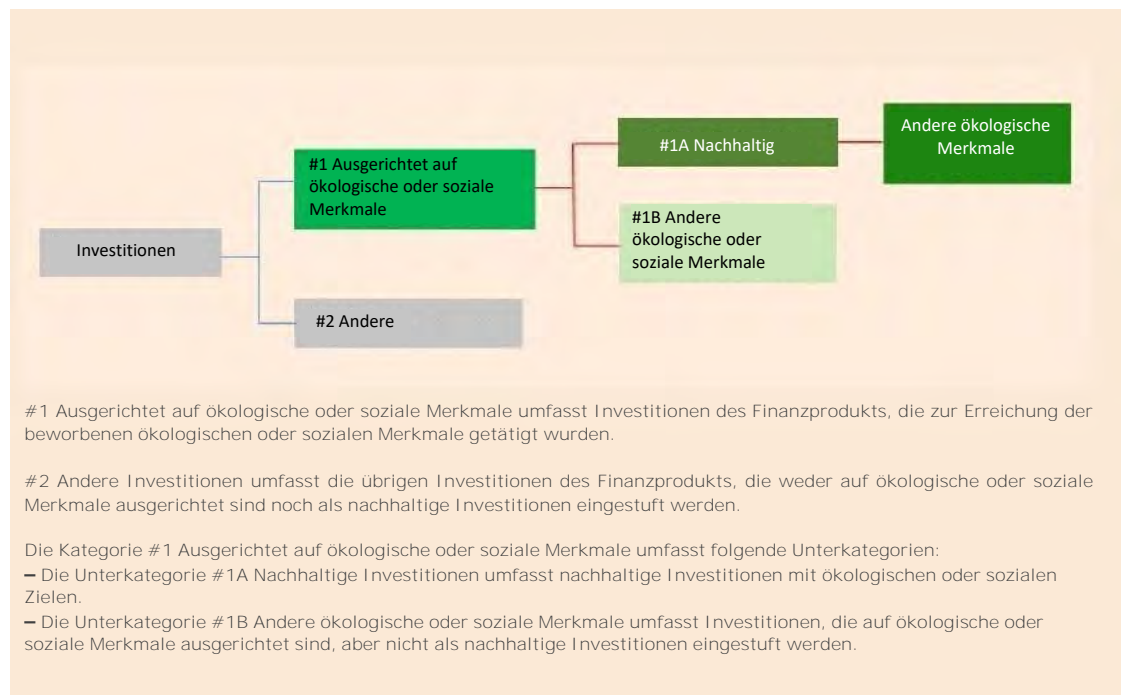 Andere ökologische
Merkmale
#1A Nachhaltig
#1 Ausgerichtet auf
ökologische oder soziale
Merkmale
#1B Andere
ökologische oder
soziale Merkmale
Investitionen
#2 Andere
#1 Ausgerichtet auf ökologische oder soziale Merkmale umfasst Investitionen des Finanzprodukts, die zur Erreichung der
beworbenen ökologischen oder sozialen Merkmale getätigt wurden.
#2 Andere Investitionen umfasst die übrigen Investitionen des Finanzprodukts, die weder auf ökologische oder soziale
Merkmale ausgerichtet sind noch als nachhaltige Investitionen eingestuft werden.
Die Kategorie #1 Ausgerichtet auf ökologische oder soziale Merkmale umfasst folgende Unterkategorien:
– Die Unterkategorie #1A Nachhaltige Investitionen umfasst nachhaltige Investitionen mit ökologischen oder sozialen
Zielen.
– Die Unterkategorie #1B Andere ökologische oder soziale Merkmale umfasst Investitionen, die auf ökologische oder
soziale Merkmale ausgerichtet sind, aber nicht als nachhaltige Investitionen eingestuft werden.